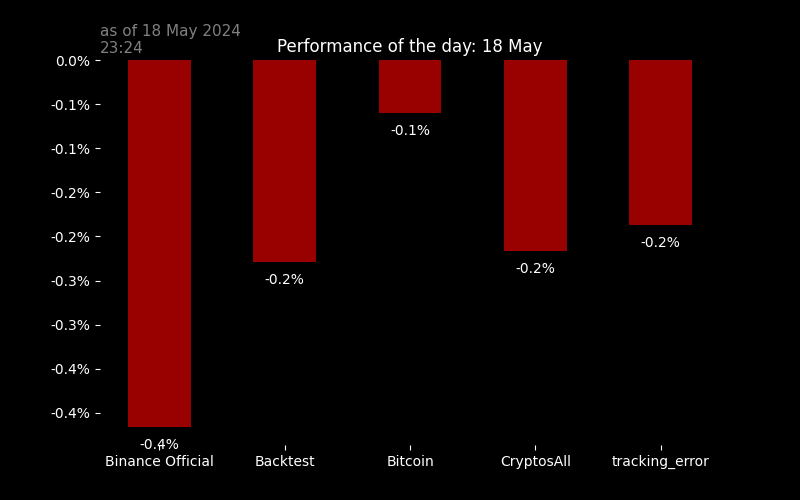 as of 18 May 2024
23:24
Performance of the day: 18 May
0.0%
-0.1%
-0.1%
-0.2%
-0.2%
-0.3%
-0.3%
-0.4%
-0.4%
-0.4%
-0.2%
-0.1%
-0.2%
-0.2%
Binance Official
Backtest
Bitcoin
CryptosAll
tracking_error